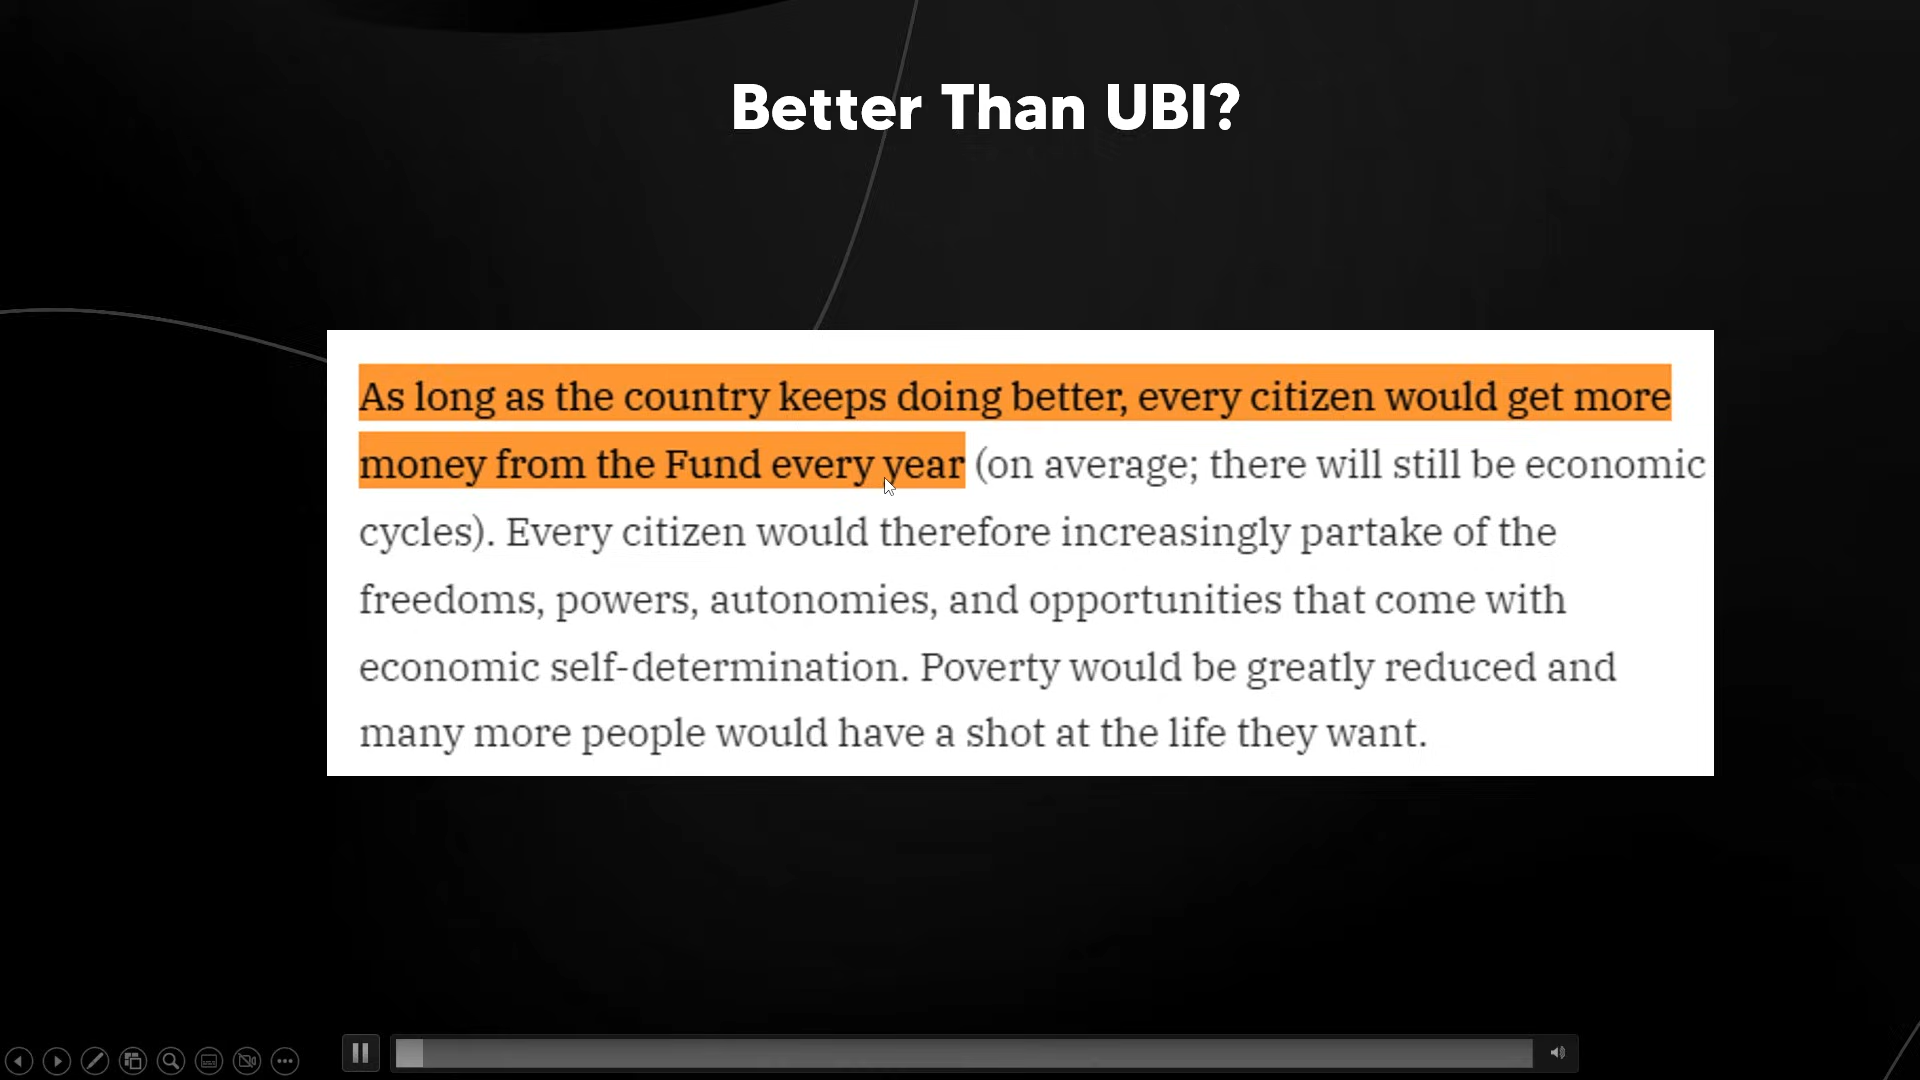 Better Than UBI?
As long as the country keeps doing better, every citizen would get more
money from the Fund every year (on average; there will still be economic
cycles). Every citizen would therefore increasingly partake of the
freedoms, powers, autonomies, and opportunities that come with
economic self-determination. Poverty would be greatly reduced and
many more people would have a shot at the life they want.